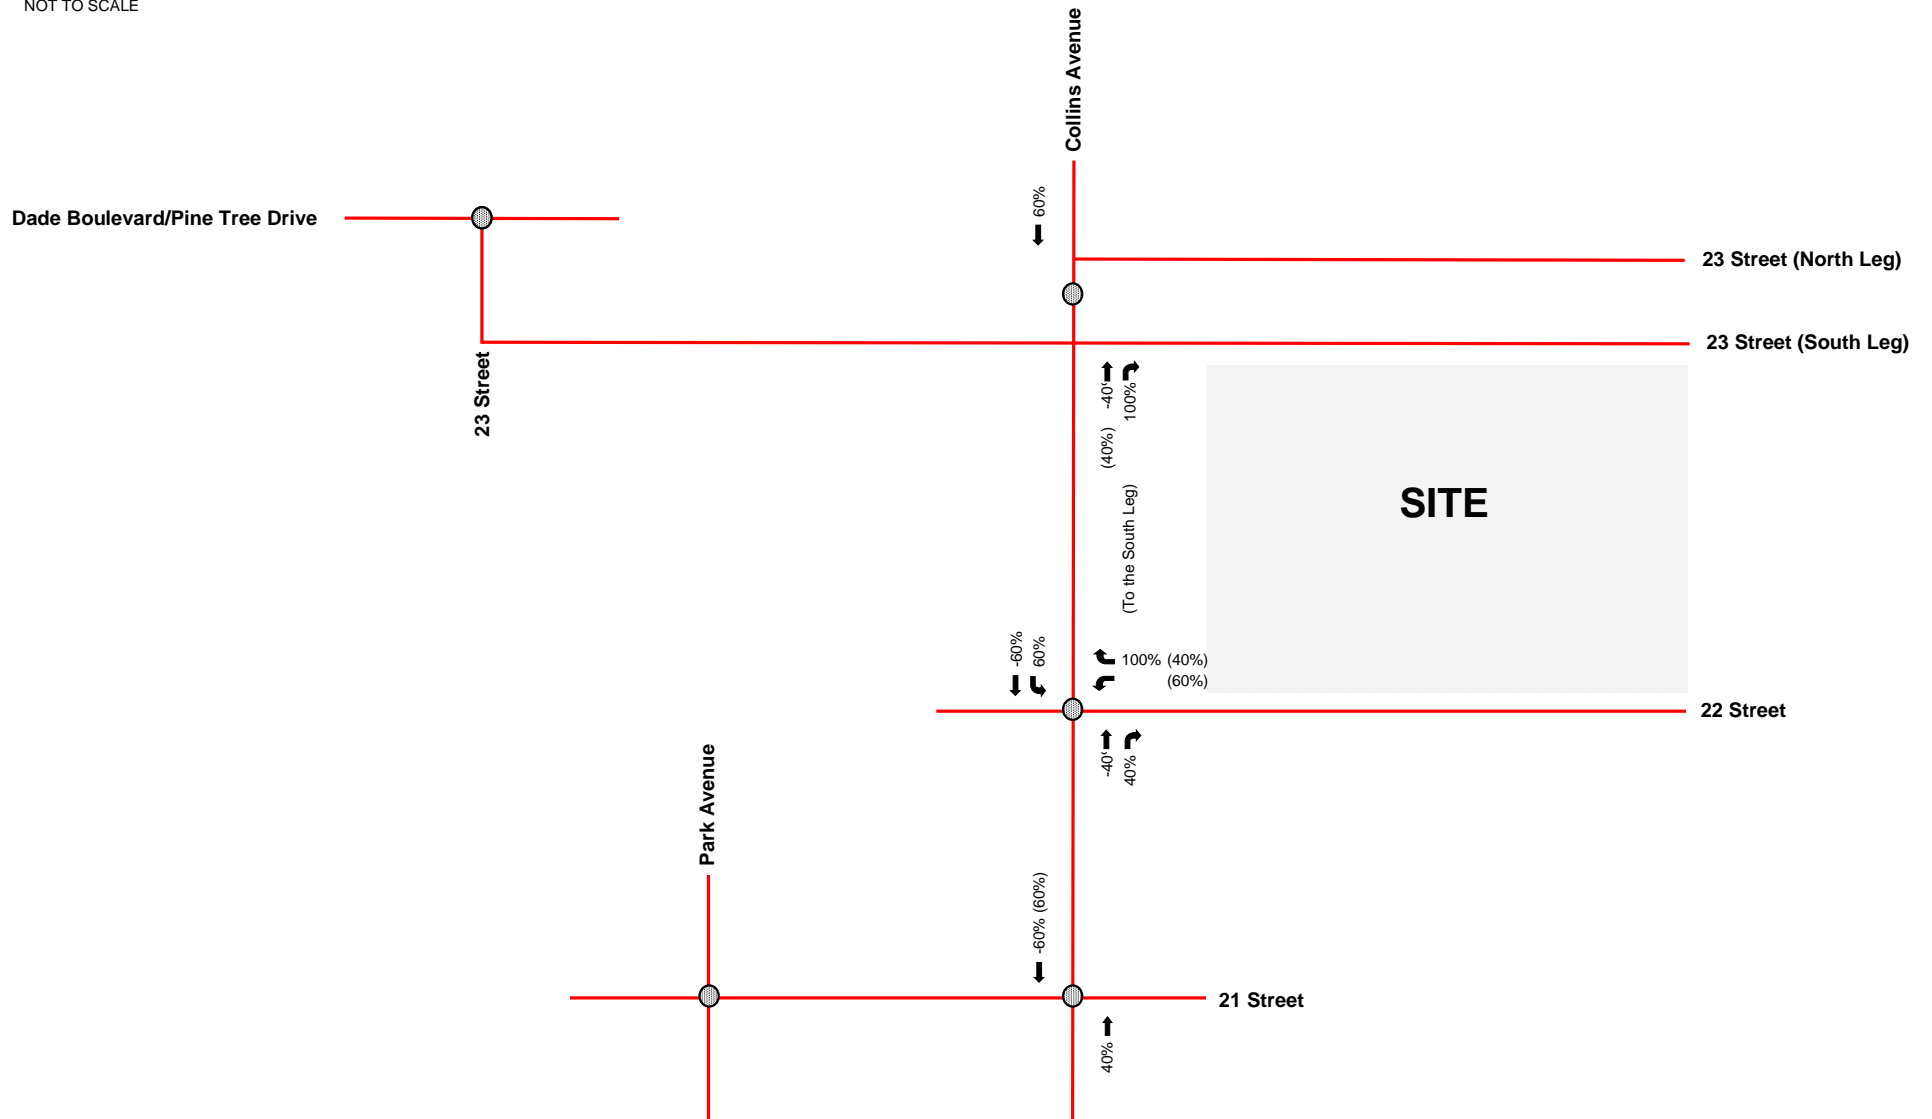 NOT TO SCALE
Collins Avenue
60%
Dade Boulevard/Pine Tree Drive
23 Street (North Leg)
23 Street (South Leg)
23 Street
-40
100%
(40%)
(To the South Leg)
SITE
-60%
60%
100% (40%)
(60%)
22 Street
-40
40%
Park Avenue
-60% (60%)
21 Street
40%